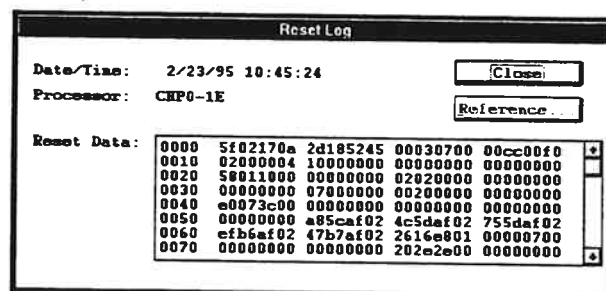 Reset Log
Date/Time: 2/23/95 10:45:24
Close
Processor: CHP0-1E
Reference...
Reset Data:
0000 5f02170a 2d185245 00030700 00cc00f0
0010 02000004 10000000 00000000 00000000
0020 58011000 00000000 02020000 00000000
0030 00000000 07000000 00200000 00000000
0040 e0073c00 00000000 00000000 00000000
0050 00000000 a85caf02 4c5daf02 755daf02
0060 efb6af02 47b7af02 2616e801 00000700
0070 00000000 00000000 202e2e00 00000000